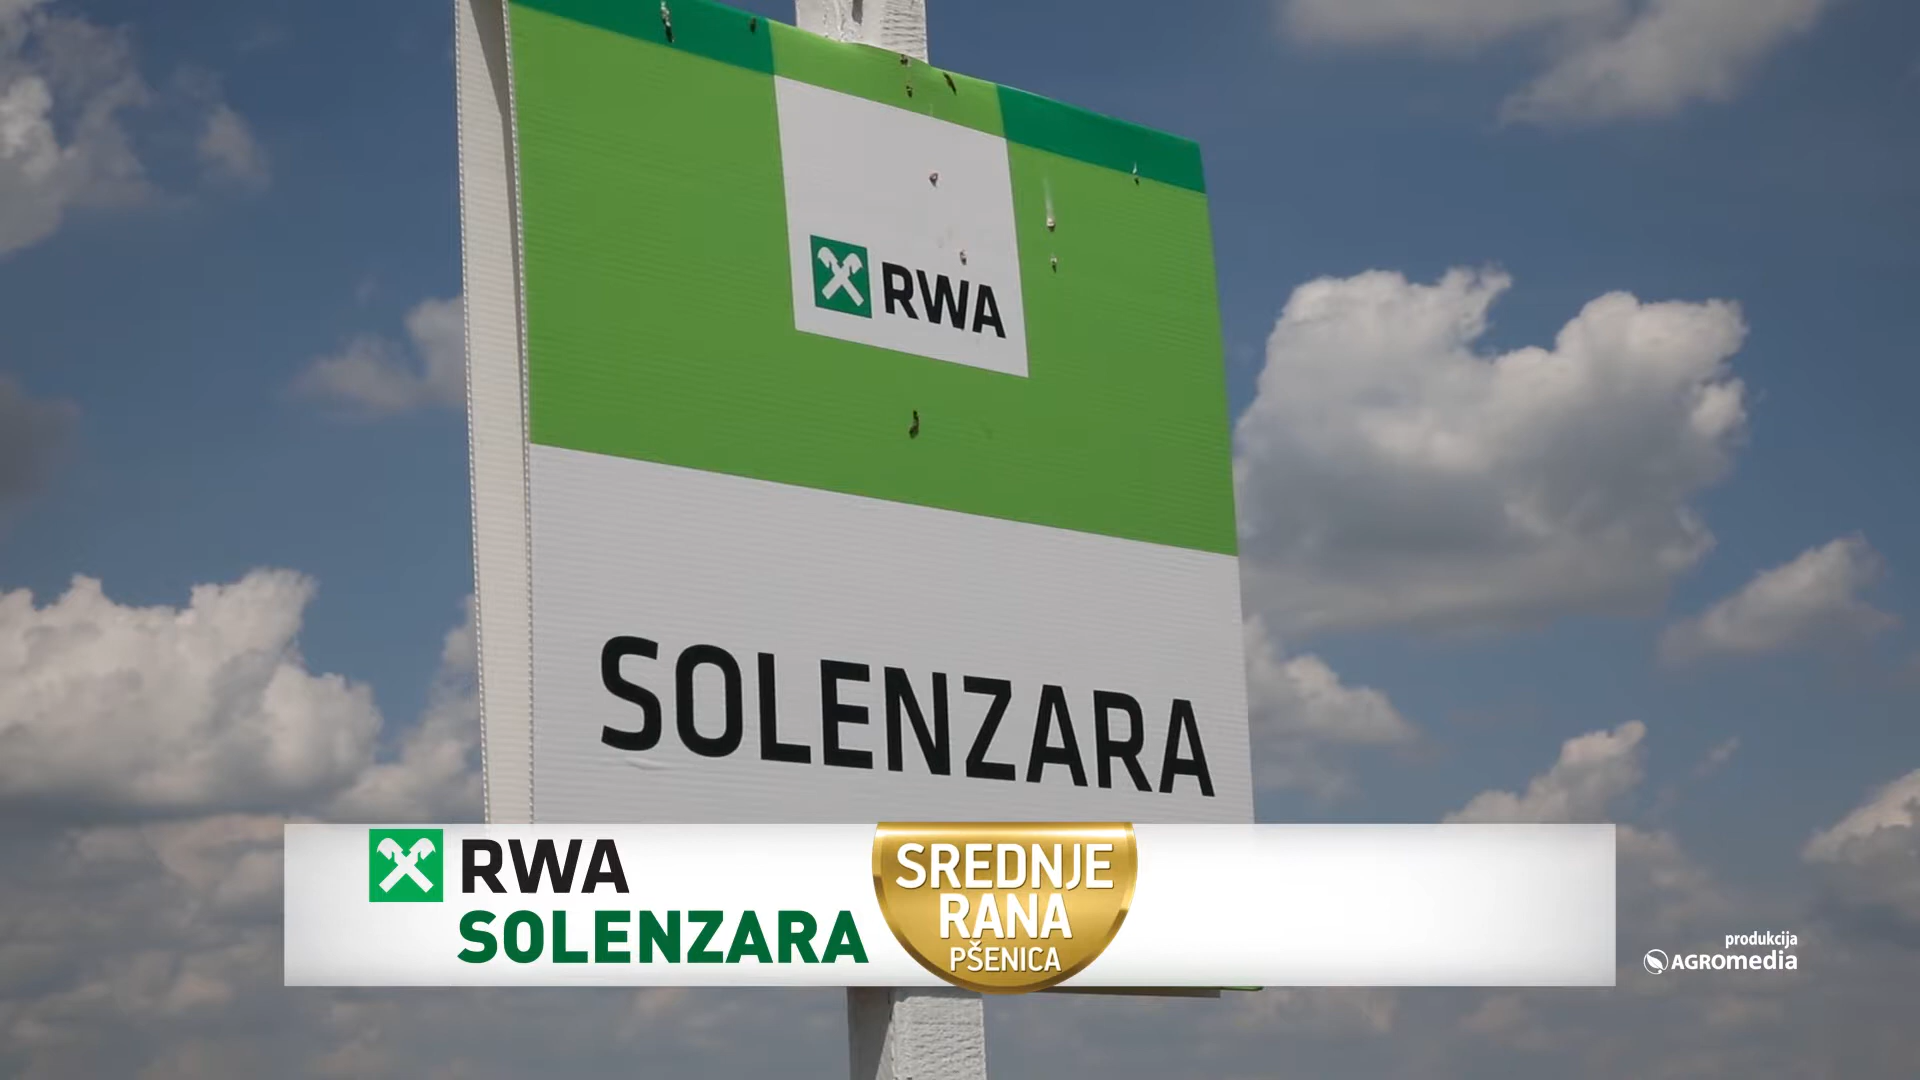 RWA
SOLENZARA
RWA
SOLENZARA
SREDNJE
RANA
PŠENICA
produkcija
AGROmedia